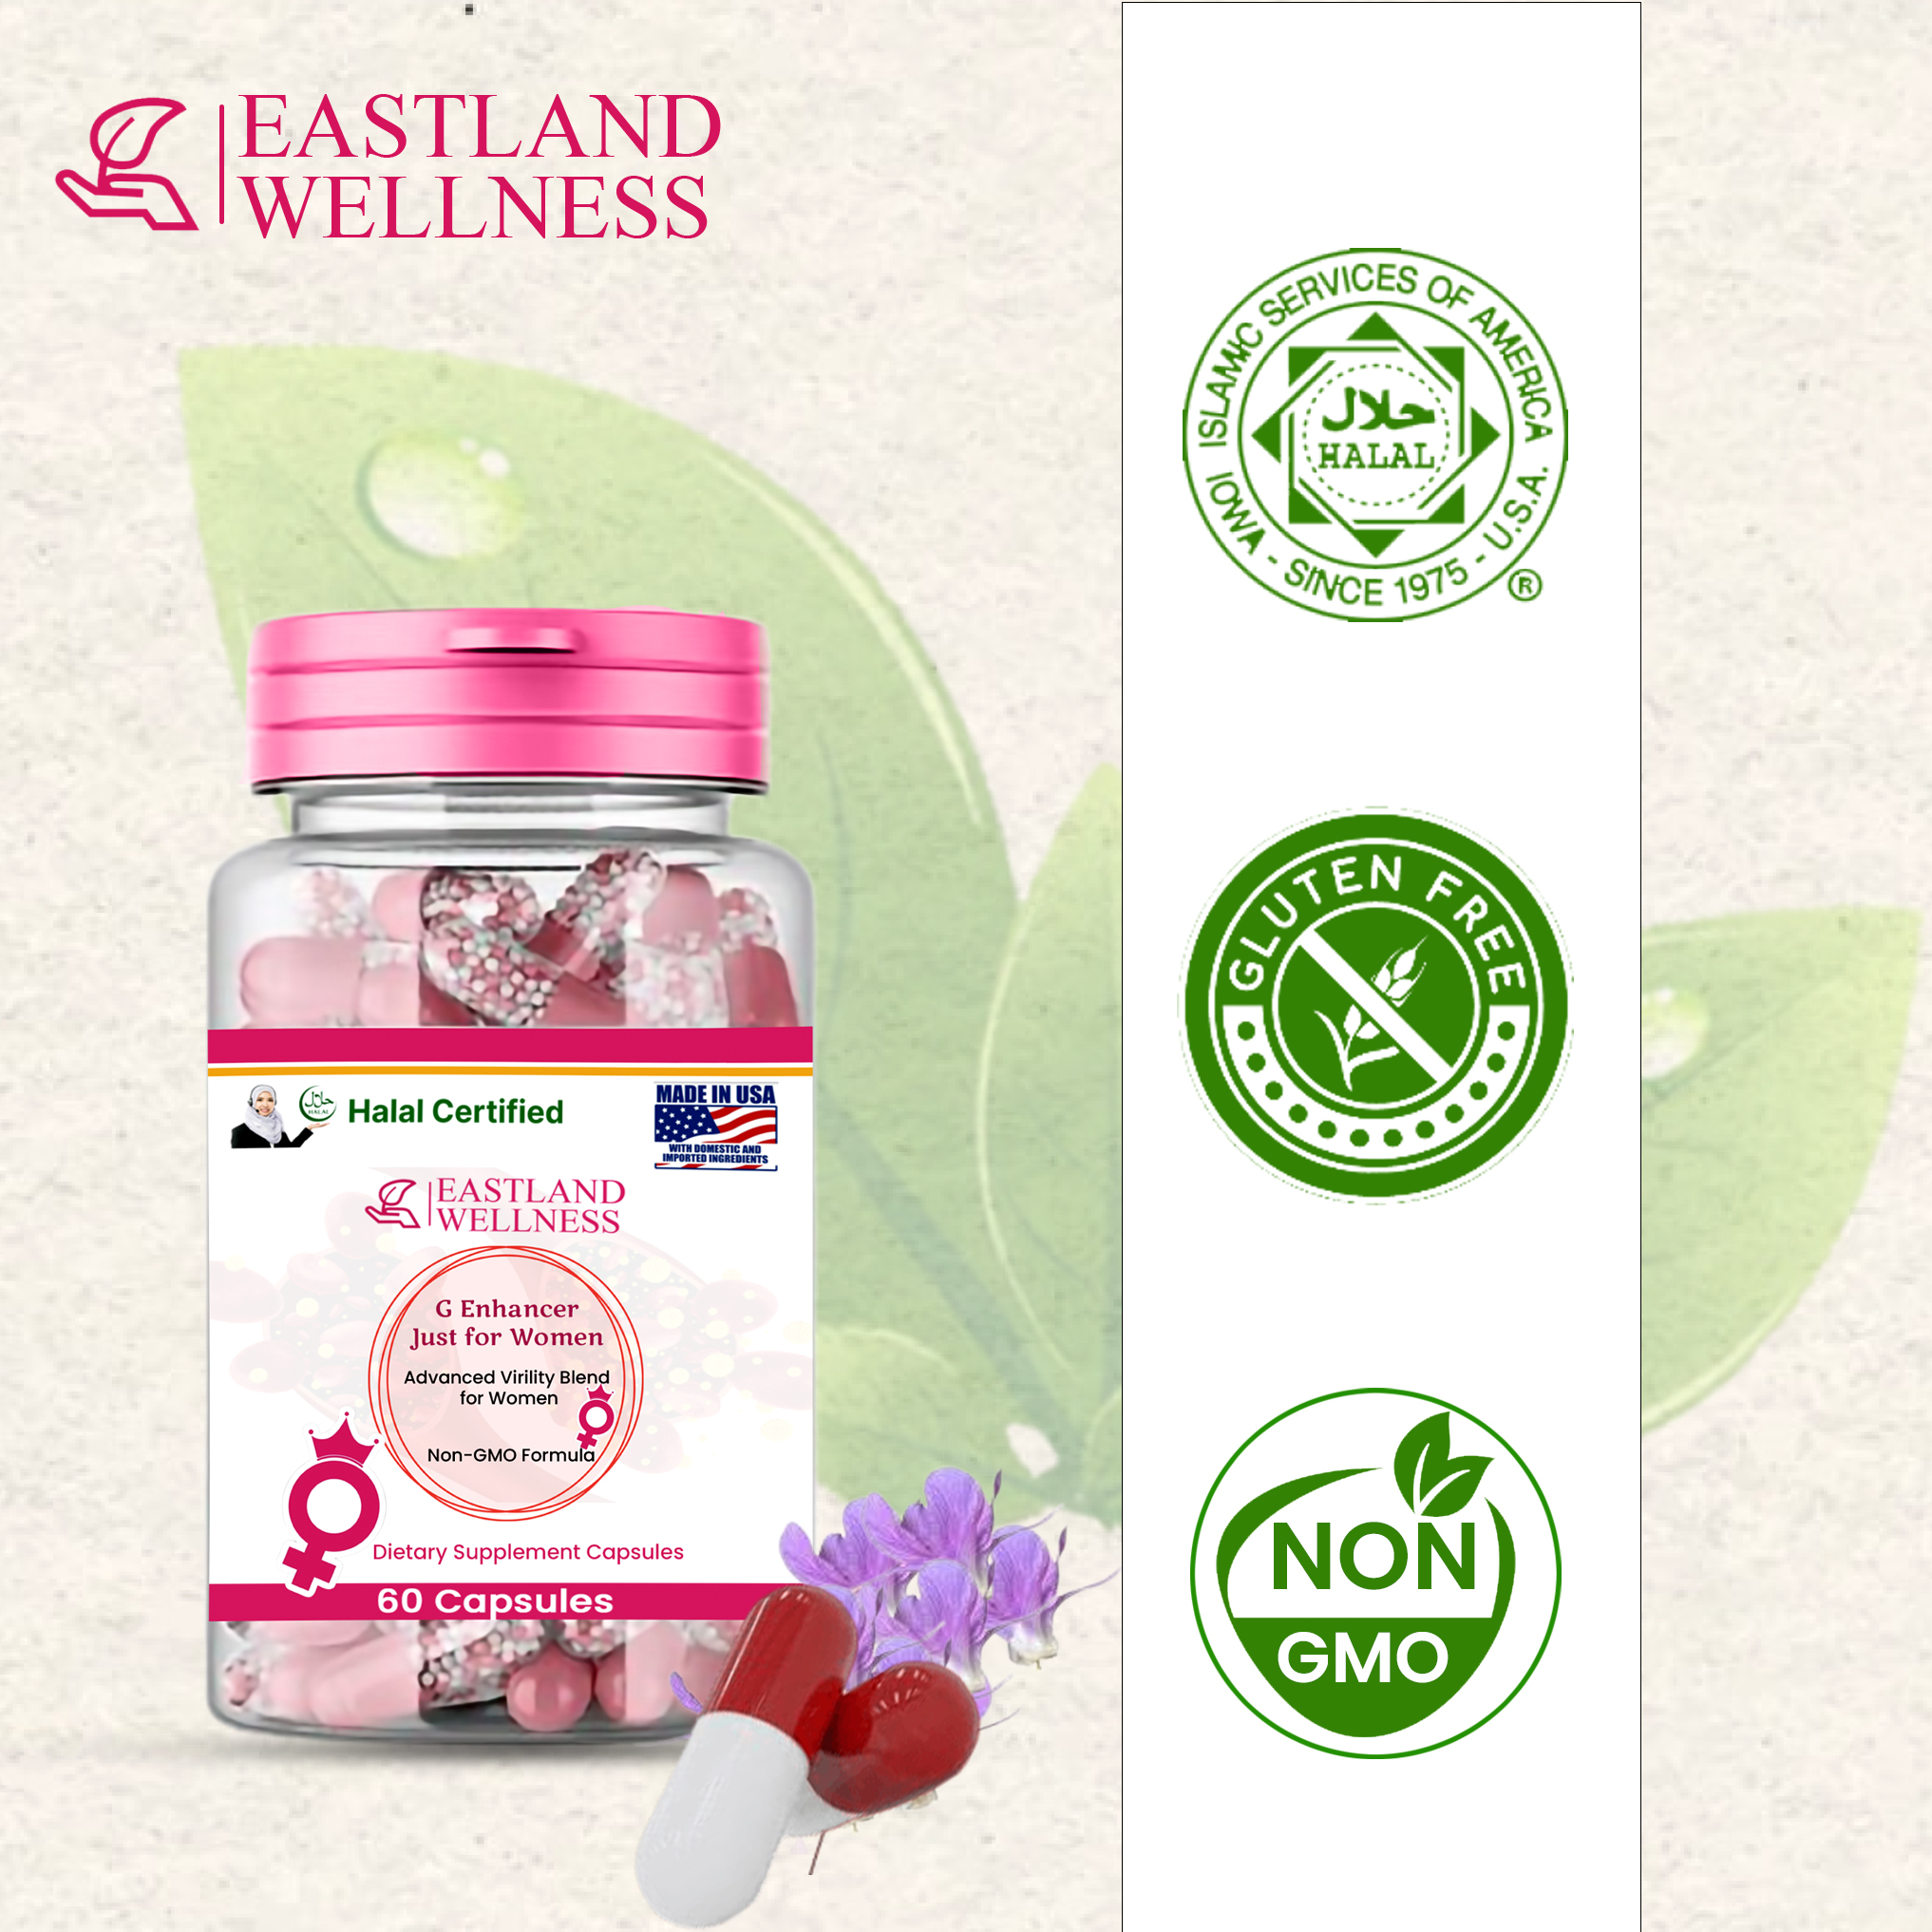 EASTLAND
WELLNESS
ISLAMIC SERVICES OF AMERICA
حلال
HALAL
IOWA - SINCE 1975 - U.S.A.
®
GLUTEN FREE
NON
GMO
حلال
HALAL
Halal Certified
MADE IN USA
WITH DOMESTIC AND
IMPORTED INGREDIENTS
EASTLAND
WELLNESS
G Enhancer
Just for Women
Advanced Virility Blend
for Women
Non-GMO Formula
Dietary Supplement Capsules
60 Capsules